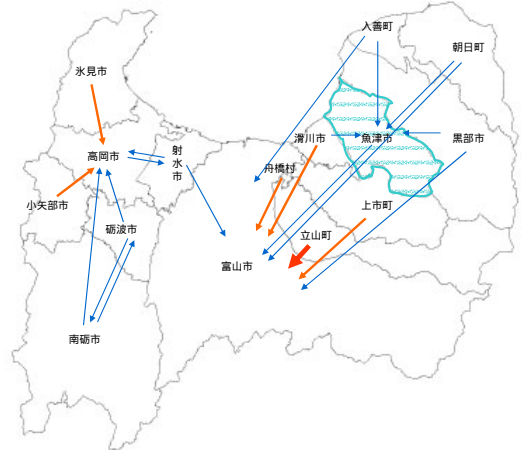 入善町
朝日町
氷見市
滑川市
魚津市
黒部市
高岡市
射
水
市
舟橋村
小矢部市
上市町
砺波市
立山町
富山市
南砺市